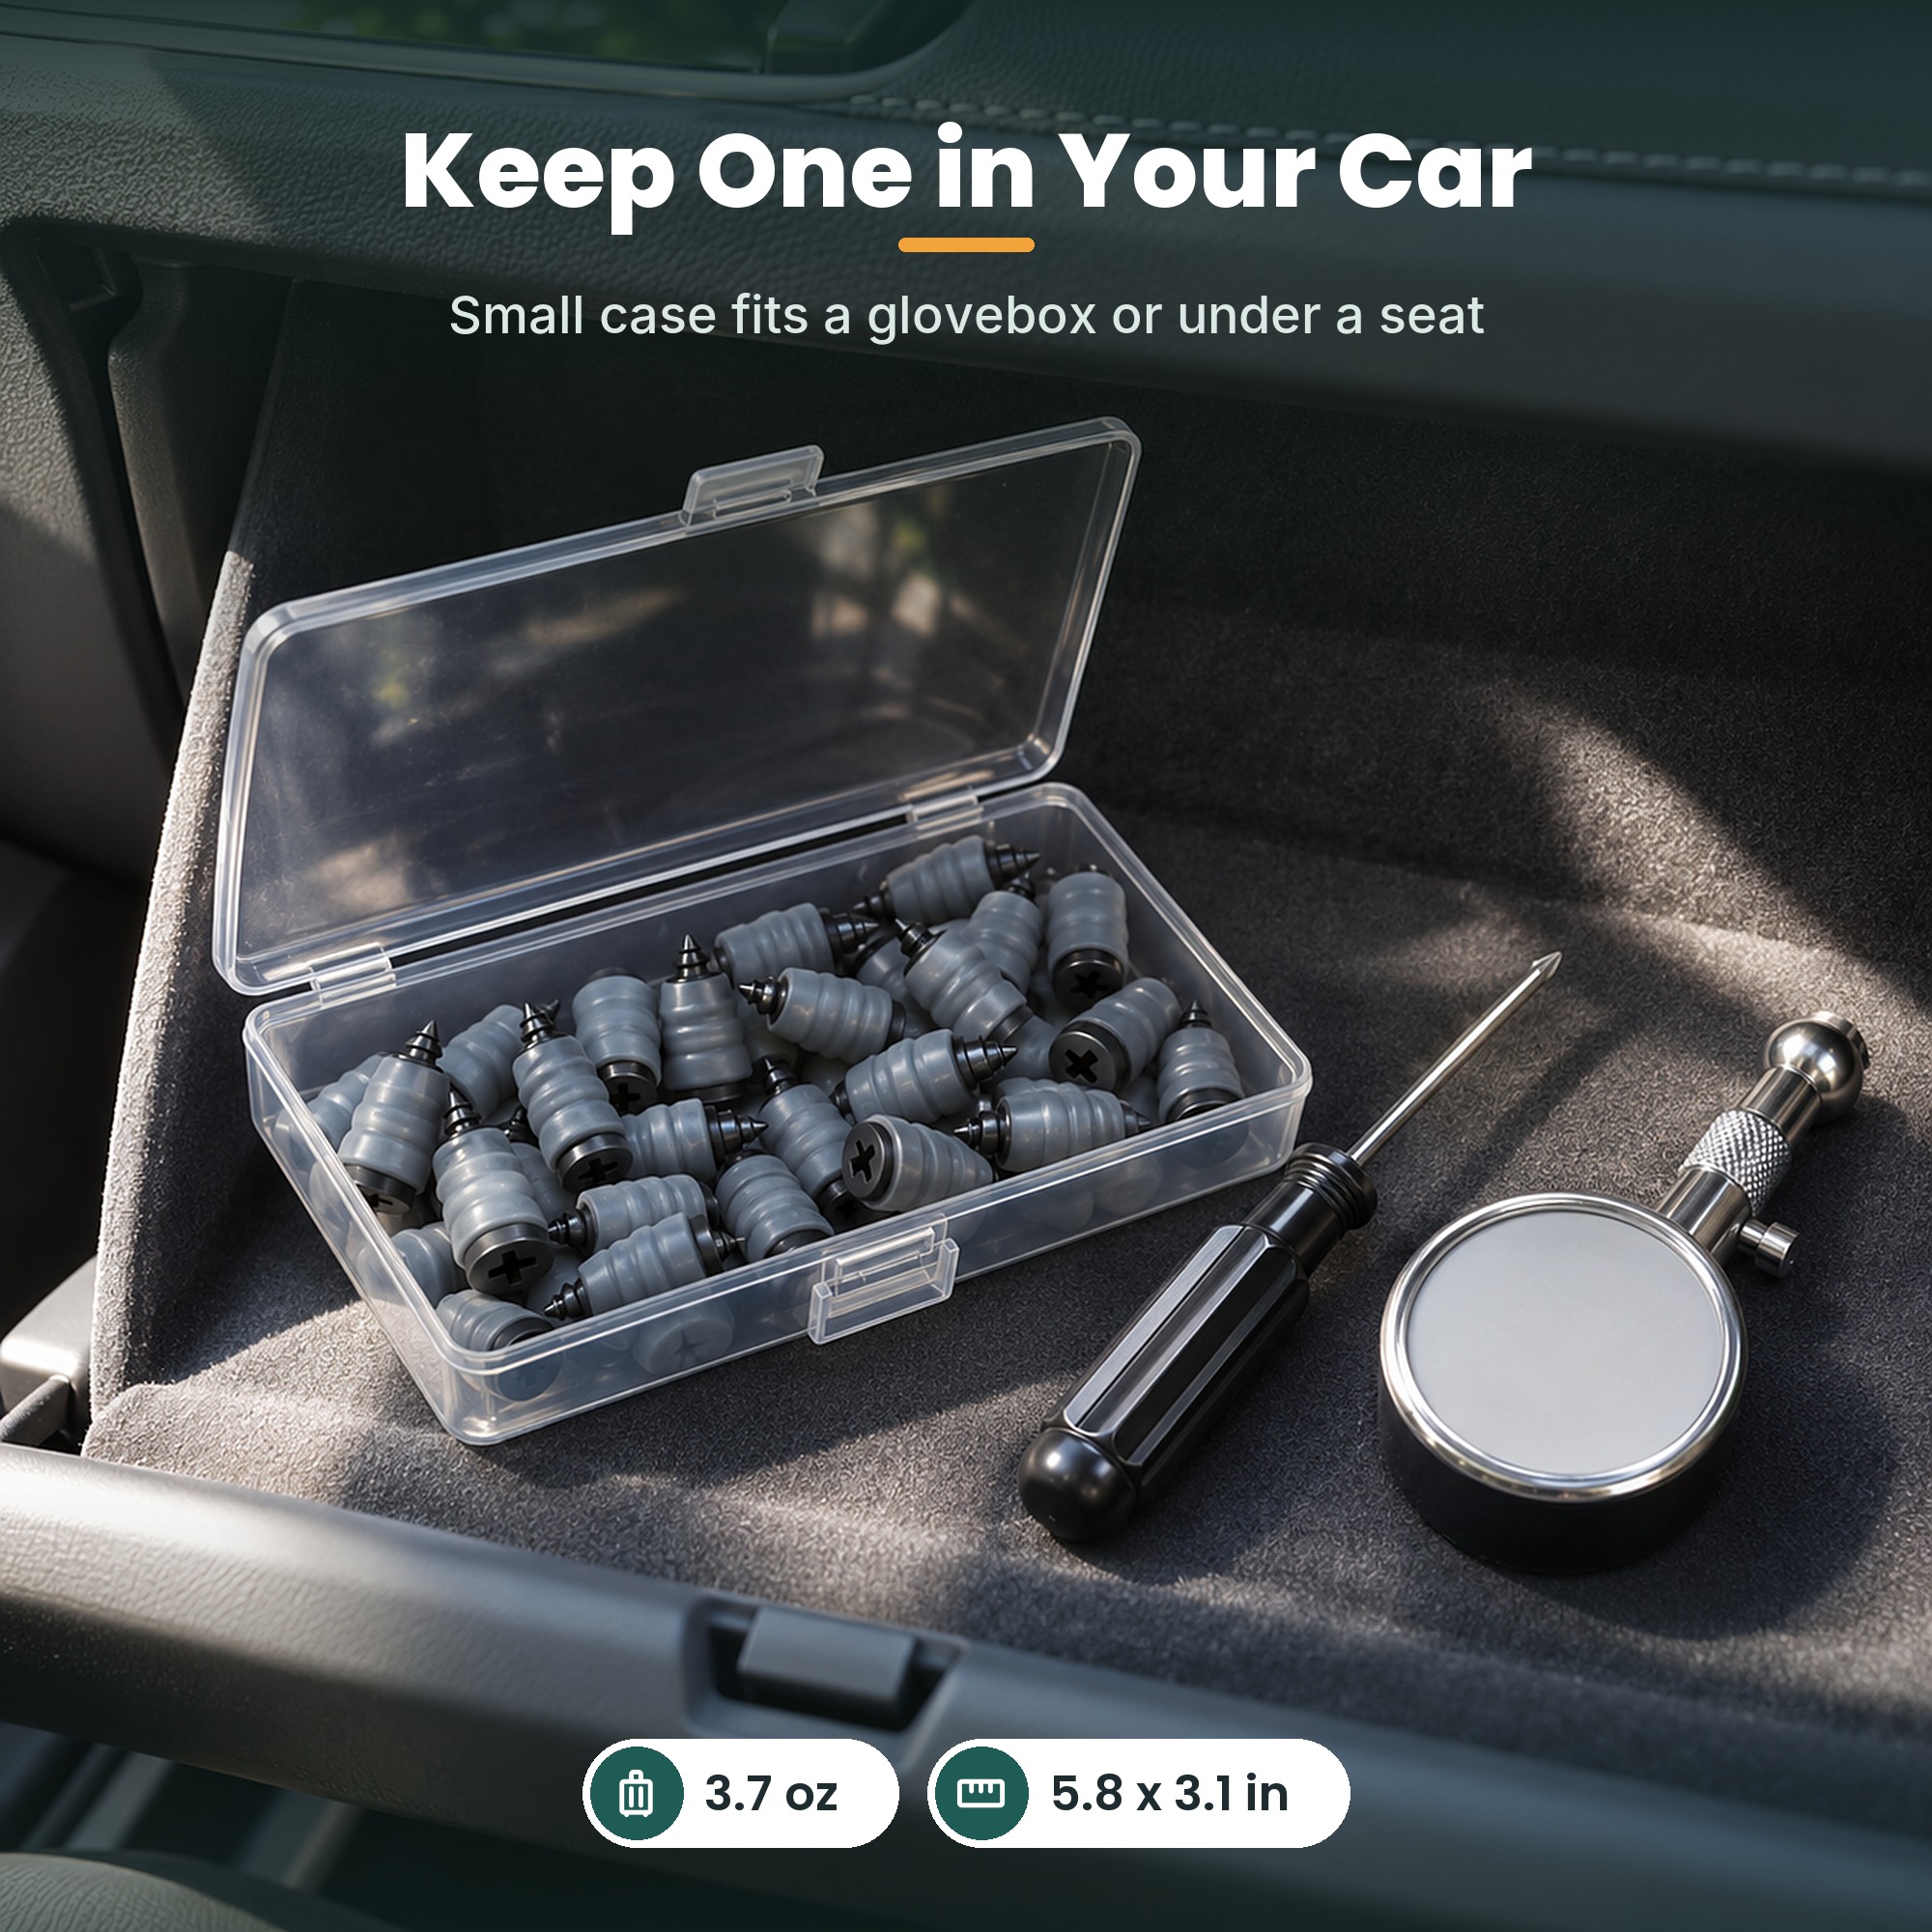 Keep One in Your Car
Small case fits a glovebox or under a seat
3.7 oz
5.8 x 3.1 in